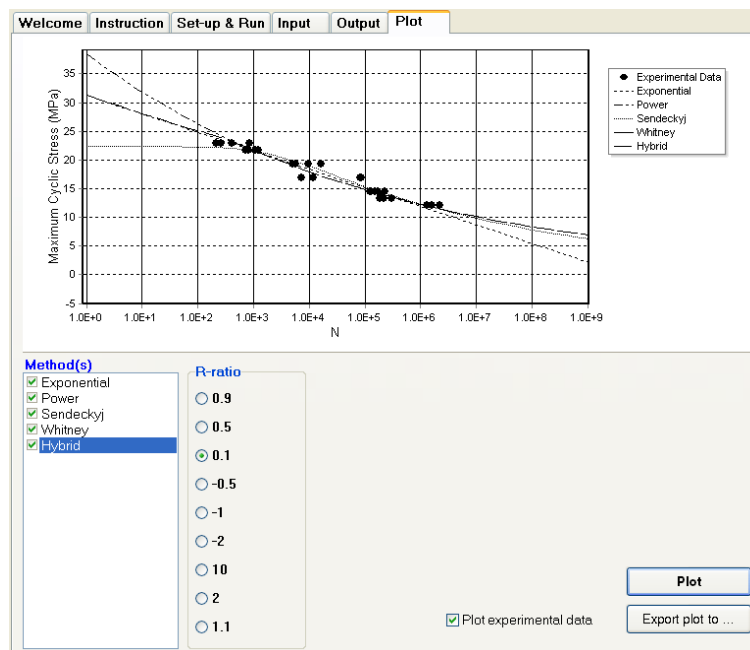 Welcome Instruction Set-up & Run Input Output Plot
Maximum Cyclic Stress (MPa)
35
30
25
20
15
10
5
0
-5
1.0E+0 1.0E+1 1.0E+2 1.0E+3 1.0E+4 1.0E+5 1.0E+6 1.0E+7 1.0E+8 1.0E+9
N
Experimental Data
Exponential
Power
Sendeckyj
Whitney
Hybrid
Method(s)
Exponential
Power
Sendeckyj
Whitney
Hybrid
R-ratio
0.9
0.5
0.1
-0.5
-1
-2
10
2
1.1
Plot experimental data
Plot
Export plot to ...